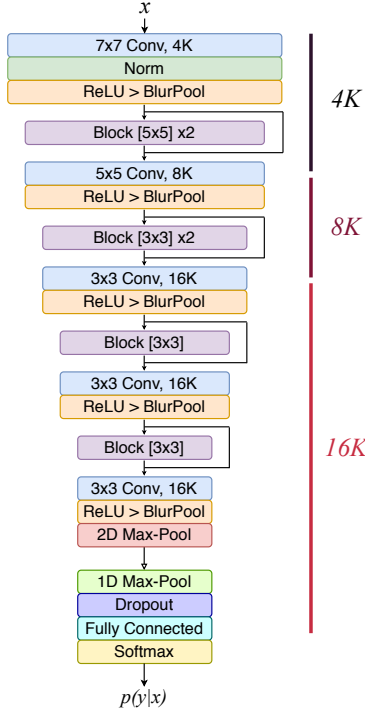 x
7x7 Conv, 4K
Norm
ReLU > BlurPool
Block [5x5] x2
4K
5x5 Conv, 8K
ReLU > BlurPool
Block [3x3] x2
8K
3x3 Conv, 16K
ReLU > BlurPool
Block [3x3]
3x3 Conv, 16K
ReLU > BlurPool
Block [3x3]
16K
3x3 Conv, 16K
ReLU > BlurPool
2D Max-Pool
1D Max-Pool
Dropout
Fully Connected
Softmax
p(y|x)